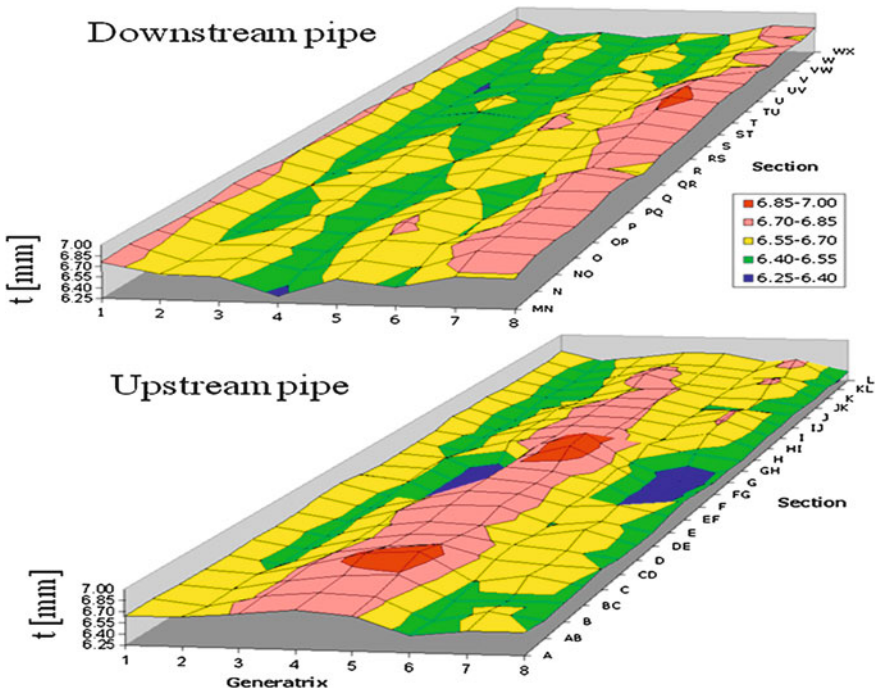 Downstream pipe
t [mm]
7.00
6.85
6.70
6.55
6.40
6.25
1 2 3 4 5 6 7 8
MN
N
NO
O
OP
P
PQ
Q
QR
R
RS
S
ST
T
TU
U
UV
V
VW
W
WX
Section
6.85-7.00
6.70-6.85
6.55-6.70
6.40-6.55
6.25-6.40
Upstream pipe
t [mm]
7.00
6.85
6.70
6.55
6.40
6.25
1 2 3 4 5 6 7 8
Generatrix
A
AB
B
BC
C
CD
D
DE
E
EF
F
FG
G
GH
H
HI
I
IJ
J
JK
K
KL
L
Section